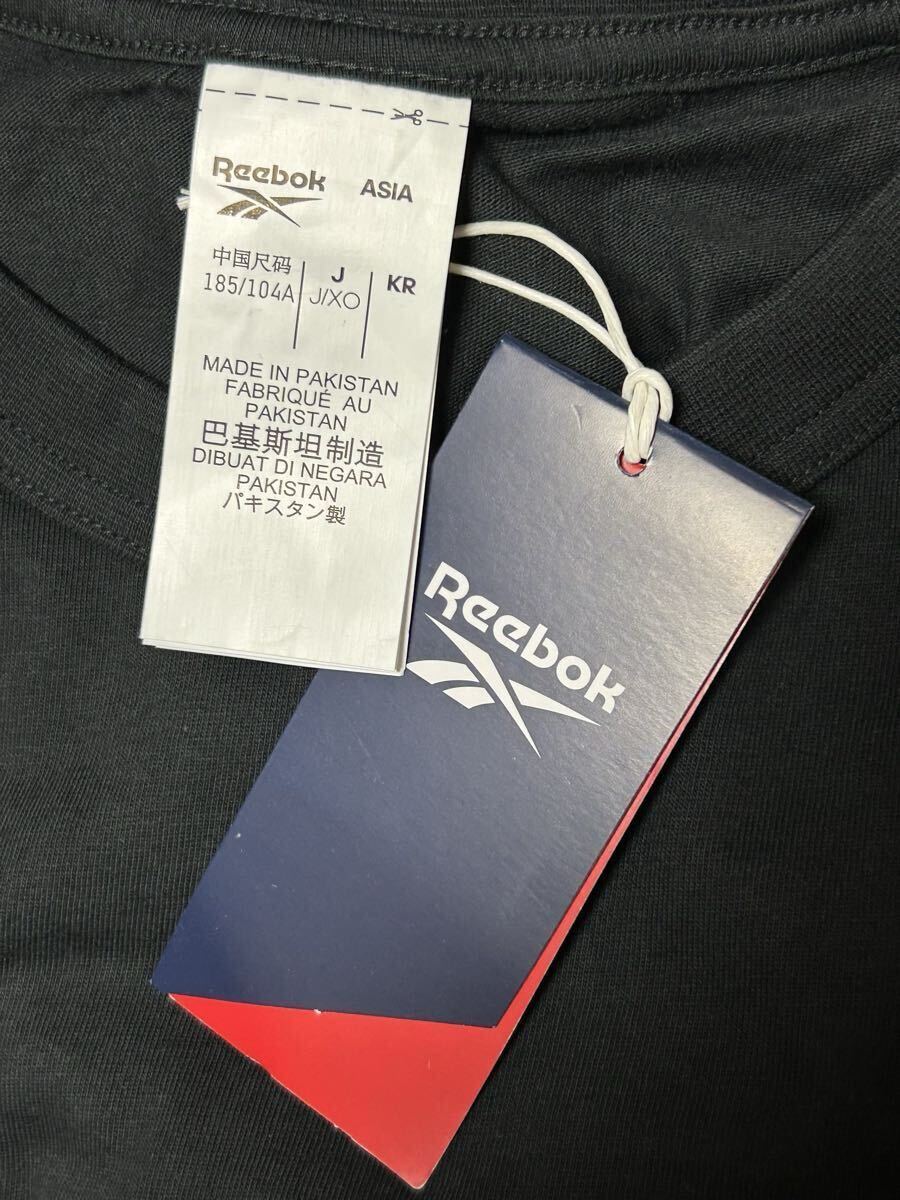 Reebok ASIA
中国尺码 J KR
185/104A J/XO
MADE IN PAKISTAN
FABRIQUÉ AU
PAKISTAN
巴基斯坦制造
DIBUAT DI NEGARA
PAKISTAN
パキスタン製
Reebok